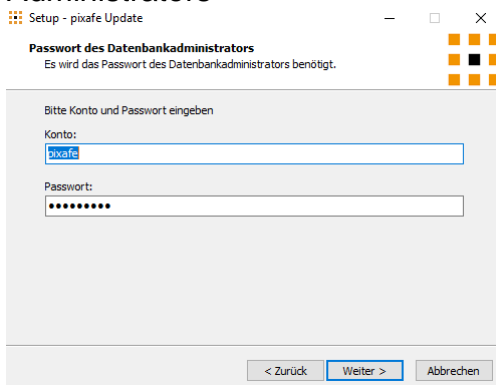 Administrators
Setup - pixafe Update
Passwort des Datenbankadministrators
Es wird das Passwort des Datenbankadministrators benötigt.
Bitte Konto und Passwort eingeben
Konto:
pixafe
Passwort:
•••••••••
< Zurück Weiter > Abbrechen